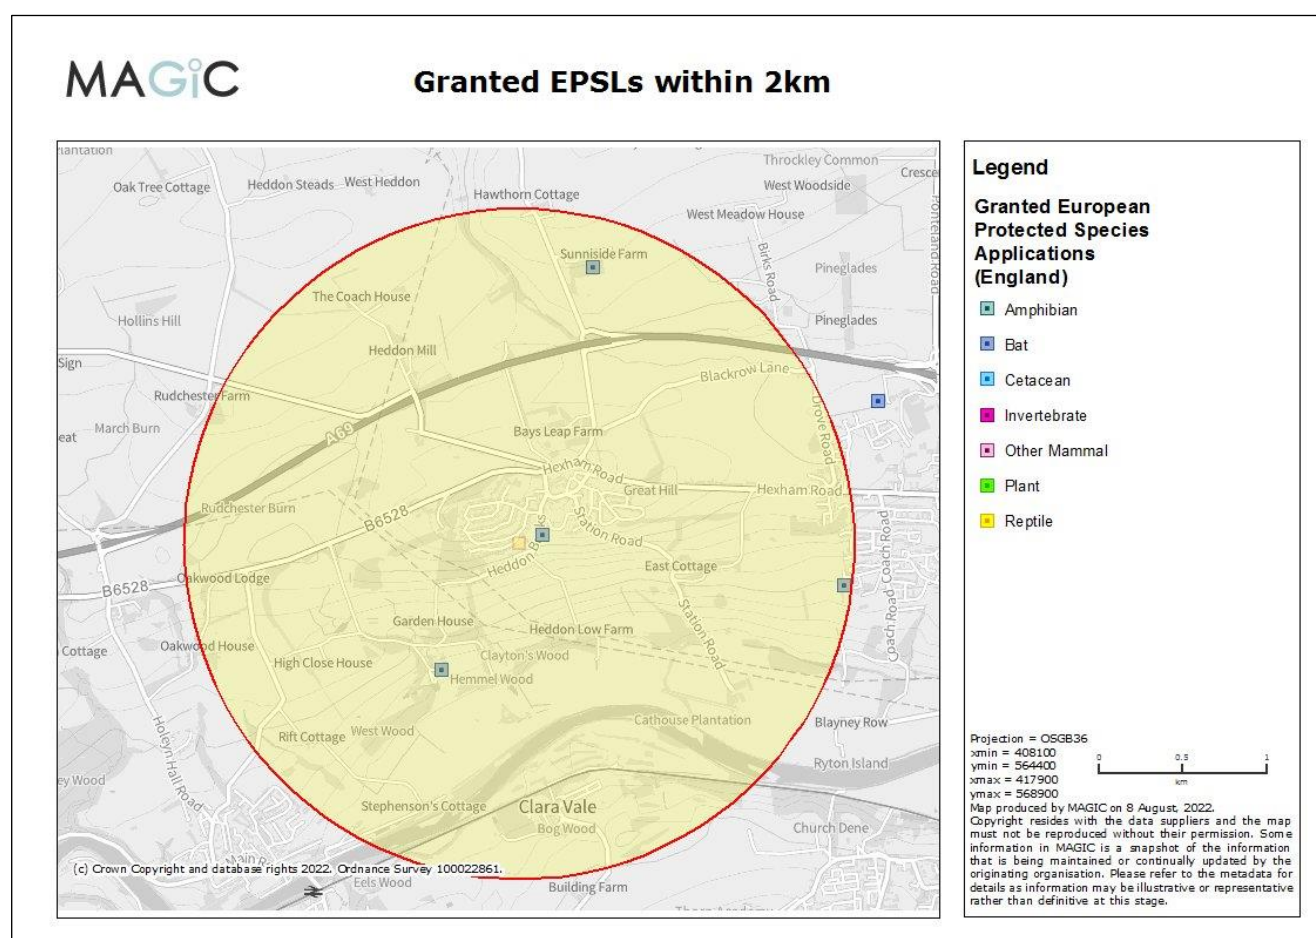 MAGiC
Granted EPSLs within 2km
Plantation
Throckley Common
Crescen
Oak Tree Cottage
Heddon Steads
West Heddon
West Woodside
Hawthorn Cottage
West Meadow House
Ponteland Road
Birks Road
Sunniside Farm
Pineglades
The Coach House
Hollins Hill
Pineglades
Heddon Mill
Sign
Blackrow Lane
Rudchester Farm
Drove Road
March Burn
eat
A69
Bays Leap Farm
Hexham Road
Great Hill
Hexham Road
Rudchester Burn
B6528
Station Road
Heddon Banks
Coach Road
Coach Road
East Cottage
Oakwood Lodge
B6528
Station Road
Garden House
Heddon Low Farm
Cottage
Oakwood House
High Close House
Clayton's Wood
Hemmel Wood
Cathouse Plantation
Blayney Row
Rift Cottage
West Wood
Holeyn Hall Road
Ryton Island
ey Wood
Stephenson's Cottage
Clara Vale
Bog Wood
Church Dene
Main R
(c) Crown Copyright and database rights 2022. Ordnance Survey 100022861.
Eels Wood
Building Farm
Legend
Granted European
Protected Species
Applications
(England)
Amphibian
Bat
Cetacean
Invertebrate
Other Mammal
Plant
Reptile
Projection = OSGB36
xmin = 408100
ymin = 564400
xmax = 417900
ymax = 568900
0 0.5 1
km
Map produced by MAGIC on 8 August, 2022.
Copyright resides with the data suppliers and the map
must not be reproduced without their permission. Some
information in MAGIC is a snapshot of the information
that is being maintained or continually updated by the
originating organisation. Please refer to the metadata for
details as information may be illustrative or representative
rather than definitive at this stage.